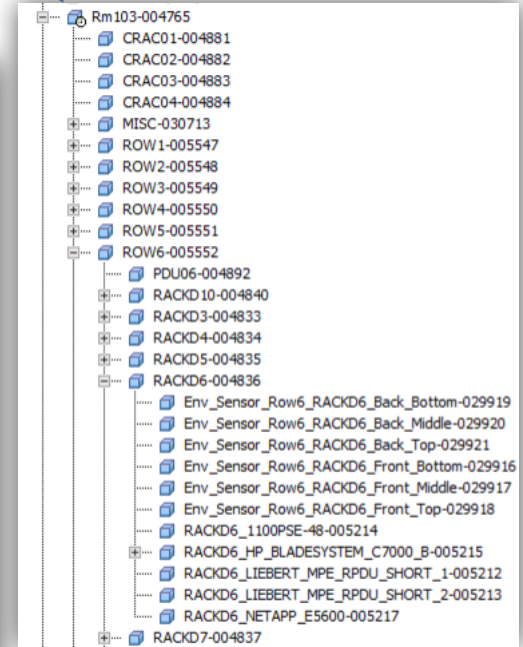 Rm103-004765
CRAC01-004881
CRAC02-004882
CRAC03-004883
CRAC04-004884
MISC-030713
ROW1-005547
ROW2-005548
ROW3-005549
ROW4-005550
ROW5-005551
ROW6-005552
PDU06-004892
RACKD10-004840
RACKD3-004833
RACKD4-004834
RACKD5-004835
RACKD6-004836
Env_Sensor_Row6_RACKD6_Back_Bottom-029919
Env_Sensor_Row6_RACKD6_Back_Middle-029920
Env_Sensor_Row6_RACKD6_Back_Top-029921
Env_Sensor_Row6_RACKD6_Front_Bottom-029916
Env_Sensor_Row6_RACKD6_Front_Middle-029917
Env_Sensor_Row6_RACKD6_Front_Top-029918
RACKD6_1100PSE-48-005214
RACKD6_HP_BLADESYSTEM_C7000_B-005215
RACKD6_LIEBERT_MPE_RPDU_SHORT_1-005212
RACKD6_LIEBERT_MPE_RPDU_SHORT_2-005213
RACKD6_NETAPP_E5600-005217
RACKD7-004837